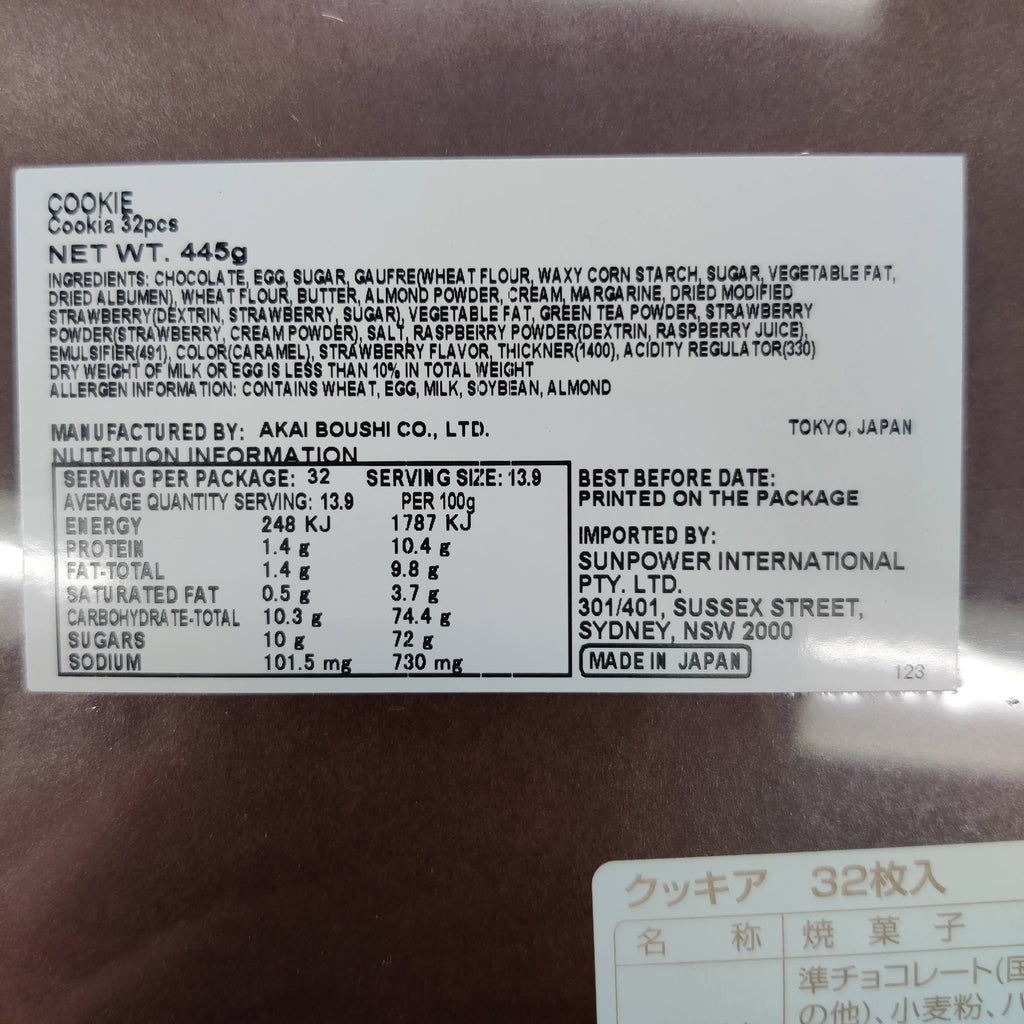 COOKIE
Cookia 32pcs
NET WT. 445g
INGREDIENTS: CHOCOLATE, EGG, SUGAR, GAUFRE(WHEAT FLOUR, WAXY CORN STARCH, SUGAR, VEGETABLE FAT,
DRIED ALBUMEN), WHEAT FLOUR, BUTTER, ALMOND POWDER, CREAM, MARGARINE, DRIED MODIFIED
STRAWBERRY(DEXTRIN, STRAWBERRY, SUGAR), VEGETABLE FAT, GREEN TEA POWDER, STRAWBERRY
POWDER(STRAWBERRY, CREAM POWDER), SALT, RASPBERRY POWDER(DEXTRIN, RASPBERRY JUICE),
EMULSIFIER(491), COLOR(CARAMEL), STRAWBERRY FLAVOR, THICKNER(1400), ACIDITY REGULATOR(330)
DRY WEIGHT OF MILK OR EGG IS LESS THAN 10% IN TOTAL WEIGHT
ALLERGEN INFORMATION: CONTAINS WHEAT, EGG, MILK, SOYBEAN, ALMOND
MANUFACTURED BY: AKAI BOUSHI CO., LTD. TOKYO, JAPAN
NUTRITION INFORMATION
SERVING PER PACKAGE: 32 SERVING SIZE: 13.9
AVERAGE QUANTITY SERVING: 13.9 PER 100g
ENERGY 248 KJ 1787 KJ
PROTEIN 1.4 g 10.4 g
FAT-TOTAL 1.4 g 9.8 g
SATURATED FAT 0.5 g 3.7 g
CARBOHYDRATE-TOTAL 10.3 g 74.4 g
SUGARS 10 g 72 g
SODIUM 101.5 mg 730 mg
BEST BEFORE DATE:
PRINTED ON THE PACKAGE
IMPORTED BY:
SUNPOWER INTERNATIONAL
PTY. LTD.
301/401, SUSSEX STREET,
SYDNEY, NSW 2000
MADE IN JAPAN
123
クッキア 32枚入
名 称 焼 菓 子
準チョコレート(国
の他)、小麦粉、バ